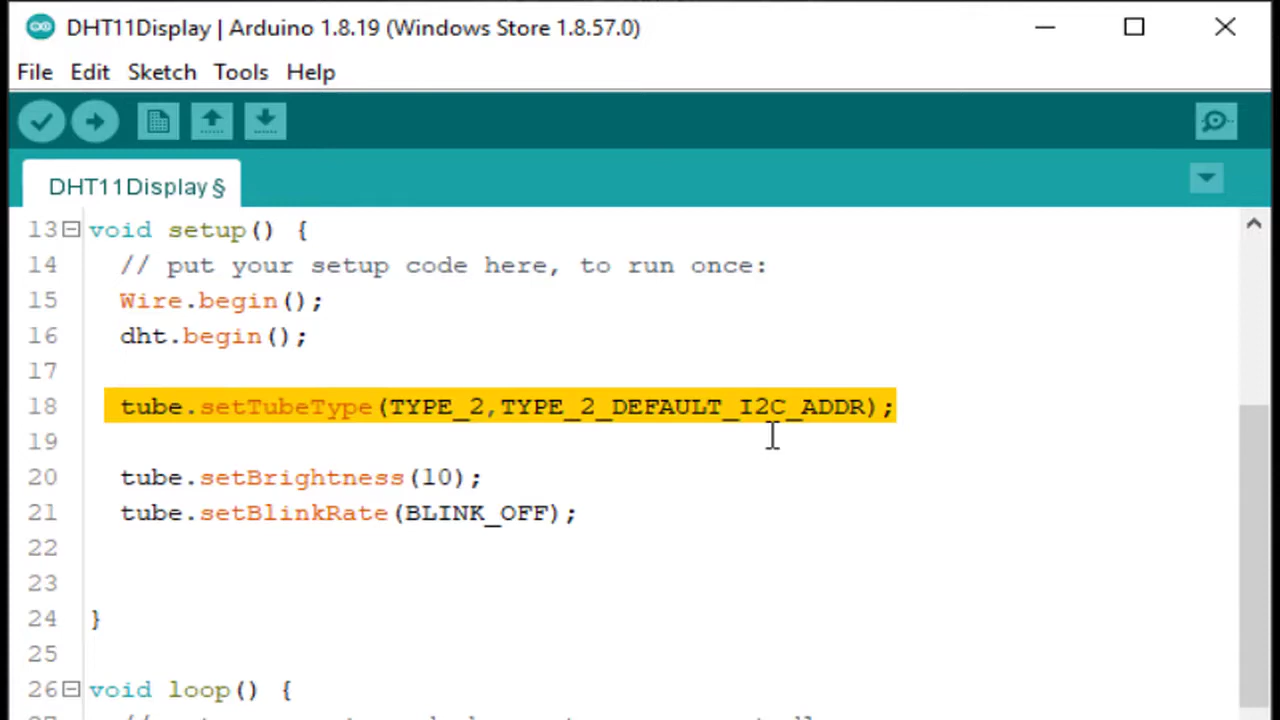 DHT11Display | Arduino 1.8.19 (Windows Store 1.8.57.0)
File Edit Sketch Tools Help
DHT11Display §
13 void setup() {
14 // put your setup code here, to run once:
15 Wire.begin();
16 dht.begin();
17
18 tube.setTubeType(TYPE_2,TYPE_2_DEFAULT_I2C_ADDR);
19
20 tube.setBrightness(10);
21 tube.setBlinkRate(BLINK_OFF);
22
23
24 }
25
26 void loop() {